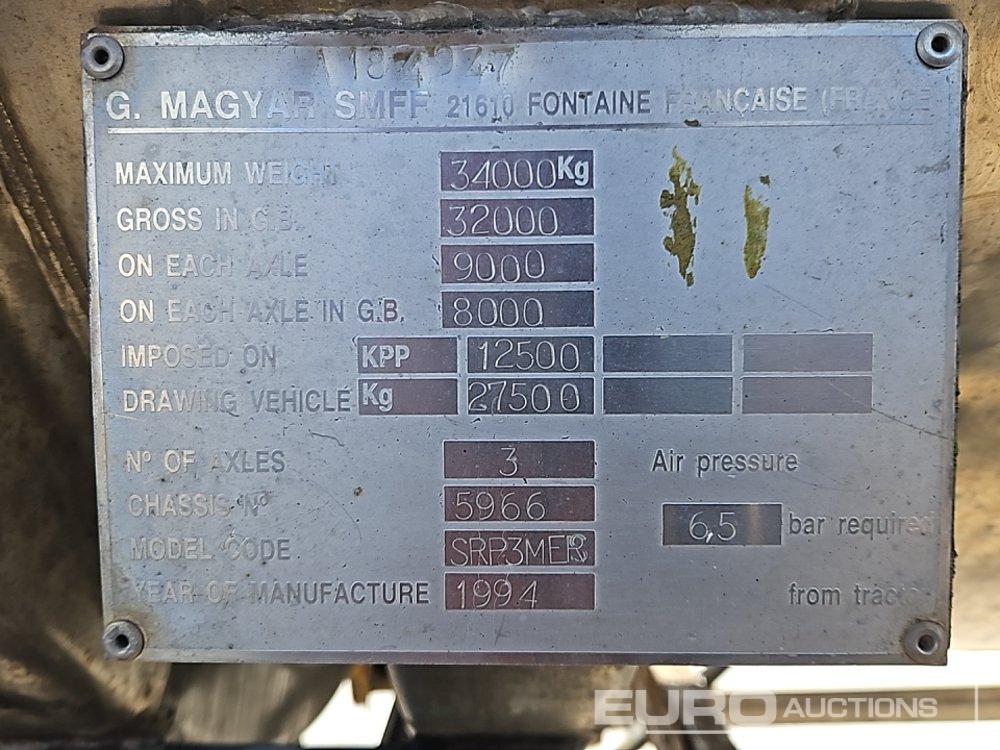 G. MAGYAR SMFF 21610 FONTAINE FRANÇAISE (FRANCE
MAXIMUM WEIGHT 34000 Kg
GROSS IN G.B. 32000
ON EACH AXLE 9000
ON EACH AXLE IN G.B. 8000
IMPOSED ON KPP 12500
DRAWING VEHICLE Kg 27500
Nº OF AXLES 3 Air pressure
CHASSIS Nº 5966
6,5 bar required
MODEL CODE SRP3MER
YEAR OF MANUFACTURE 1994 from tractor
EURO AUCTIONS